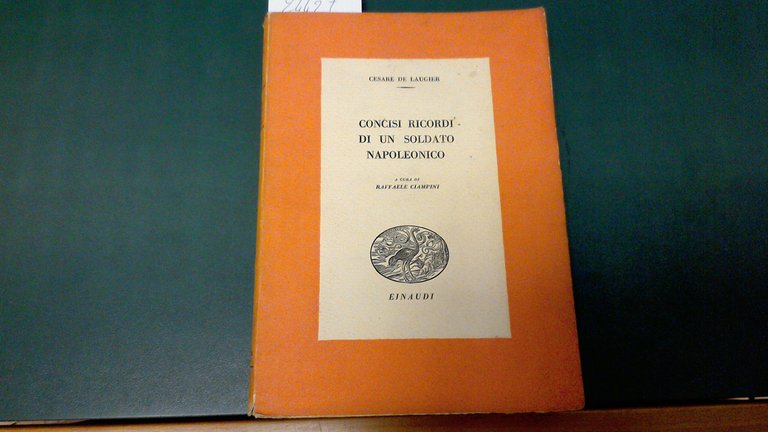 CESARE DE LAUGIER
CONCISI RICORDI
DI UN SOLDATO
NAPOLEONICO
A CURA DI
RAFFAELE CIAMPINI
EINAUDI